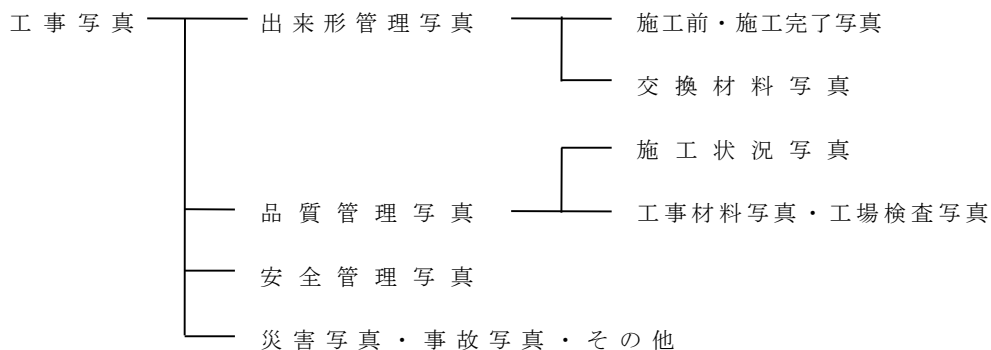 工事写真 出来形管理写真 施工前・施工完了写真
交換材料写真
施工状況写真
品質管理写真 工事材料写真・工場検査写真
安全管理写真
災害写真・事故写真・その他